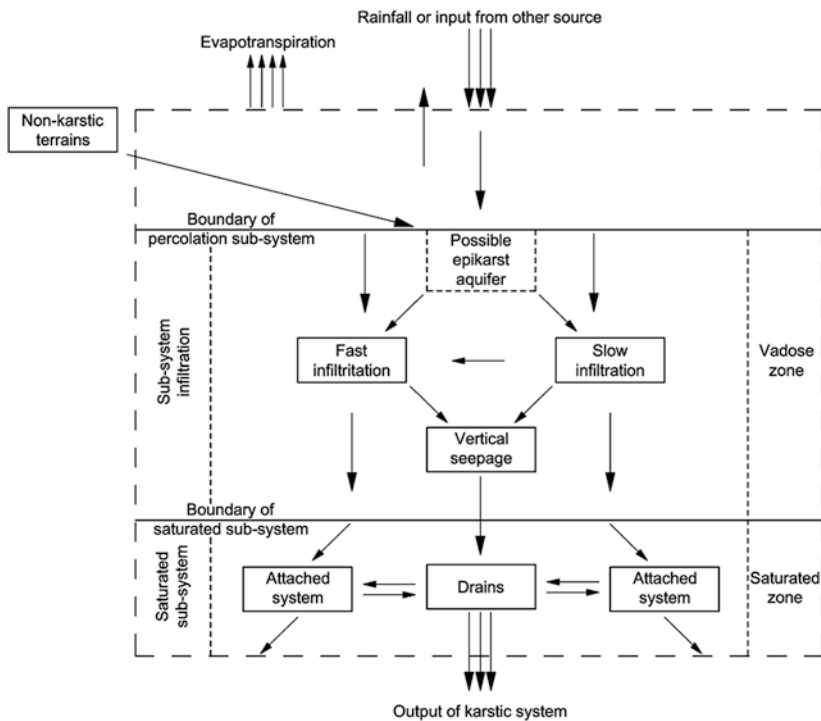 Rainfall or input from other source
Evapotranspiration
Non-karstic
terrains
Boundary of
percolation sub-system
Possible
epikarst
aquifer
Sub-system
infiltration
Fast
infiltritation
Slow
infiltration
Vadose
zone
Vertical
seepage
Boundary of
saturated sub-system
Saturated
sub-system
Attached
system
Drains
Attached
system
Saturated
zone
Output of karstic system